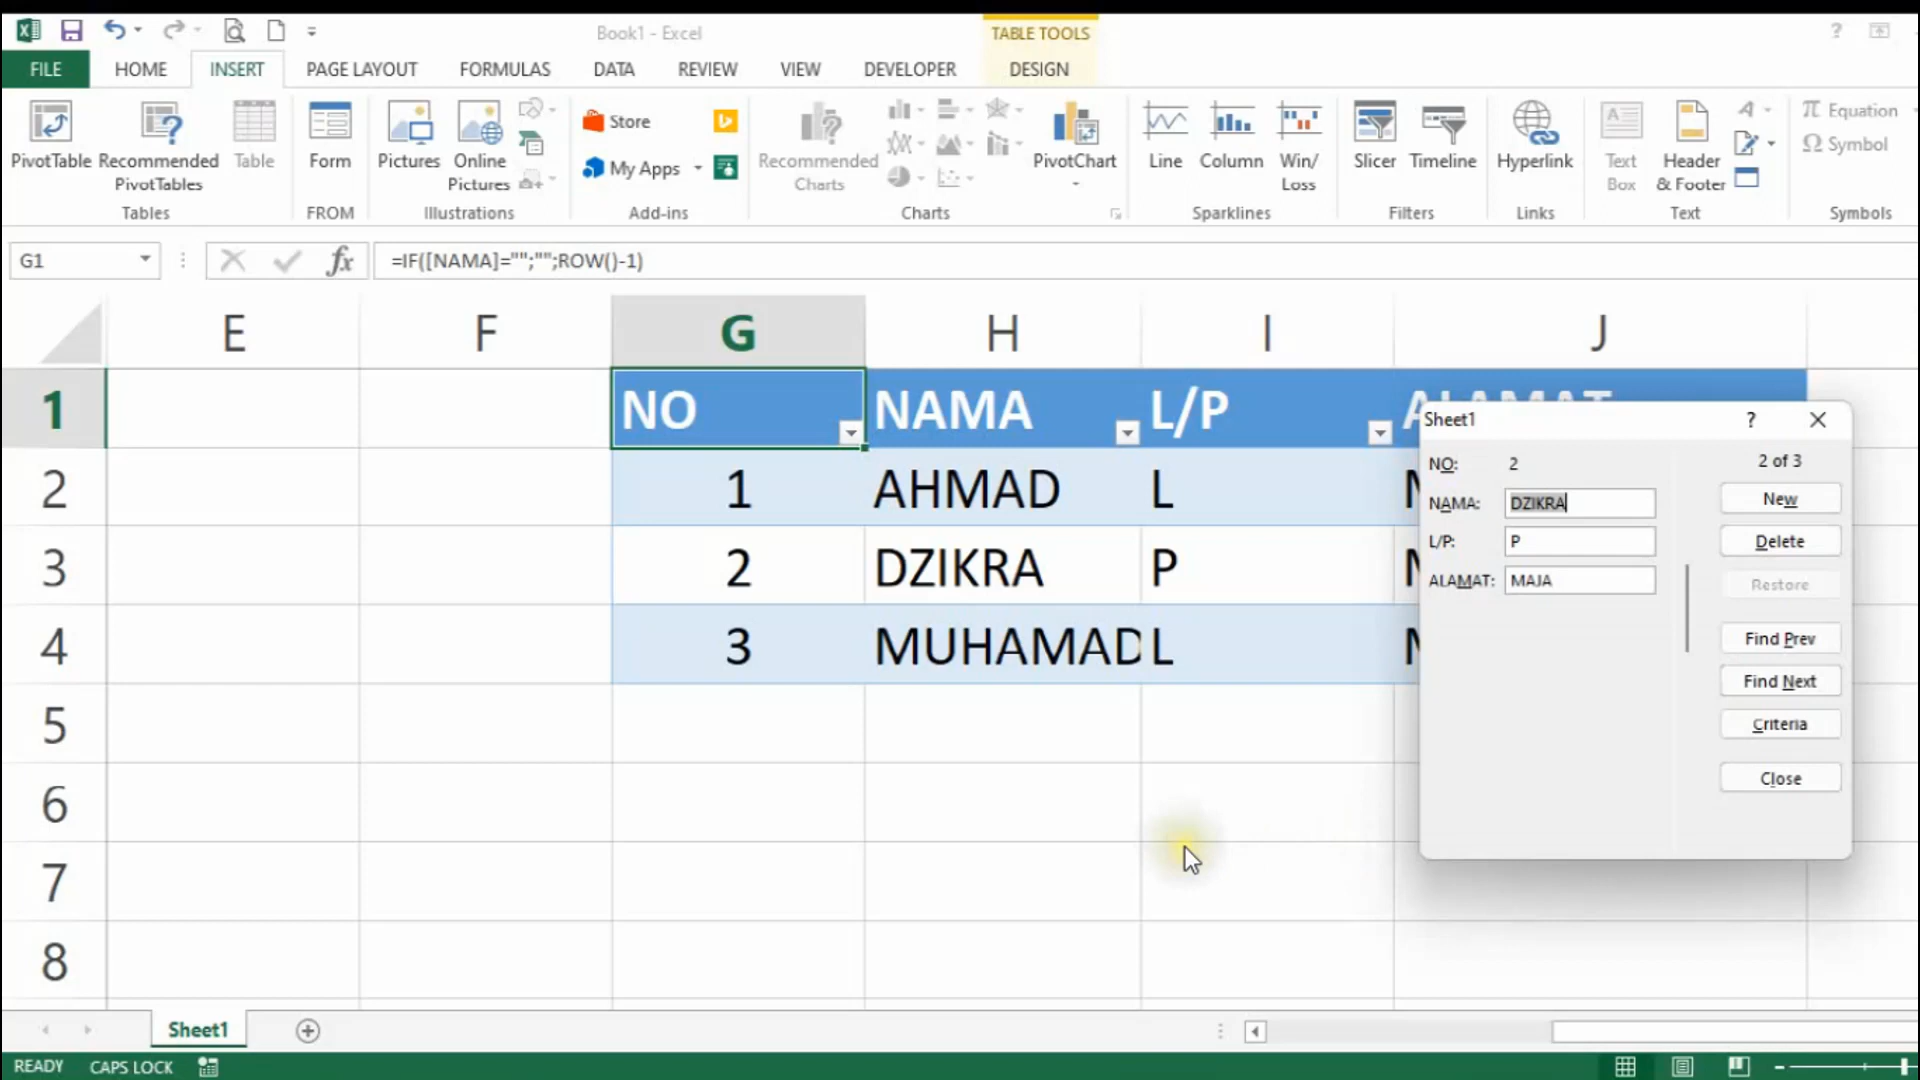 Book1 - Excel
TABLE TOOLS
FILE
HOME
INSERT
PAGE LAYOUT
FORMULAS
DATA
REVIEW
VIEW
DEVELOPER
DESIGN
PivotTable
Recommended
PivotTables
Table
Tables
Form
FROM
Pictures
Online
Pictures
Illustrations
Store
My Apps
Add-ins
Recommended
Charts
PivotChart
Charts
Line
Column
Win/
Loss
Sparklines
Slicer
Timeline
Filters
Hyperlink
Links
Text
Box
Header
& Footer
Text
π Equation
Ω Symbol
Symbols
G1
fx
=IF([NAMA]="";"";ROW()-1)
E F G H I J
1 NO NAMA L/P ALAMAT
2 1 AHMAD L M
3 2 DZIKRA P M
4 3 MUHAMAD L M
5
6
7
8
Sheet1
NO: 2
NAMA: DZIKRA
L/P: P
ALAMAT: MAJA
2 of 3
New
Delete
Restore
Find Prev
Find Next
Criteria
Close
Sheet1
READY CAPS LOCK